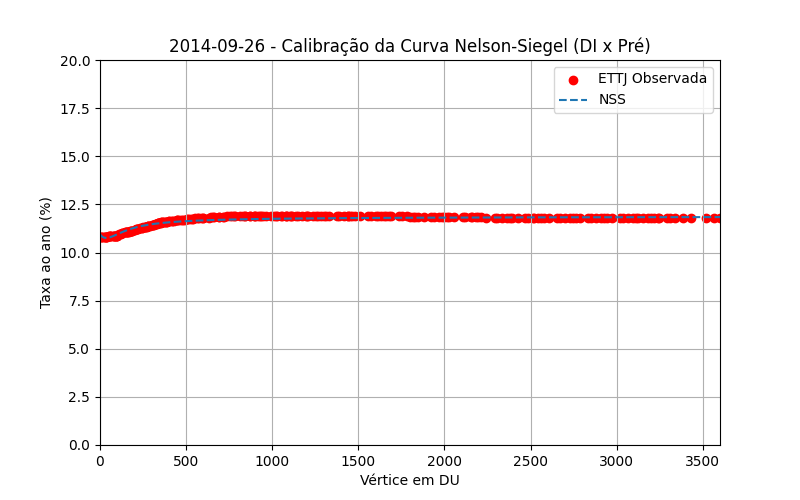 2014-09-26 - Calibração da Curva Nelson-Siegel (DI x Pré)
20.0
17.5
15.0
12.5
10.0
7.5
5.0
2.5
0.0
Taxa ao ano (%)
ETTJ Observada
NSS
0 500 1000 1500 2000 2500 3000 3500
Vértice em DU